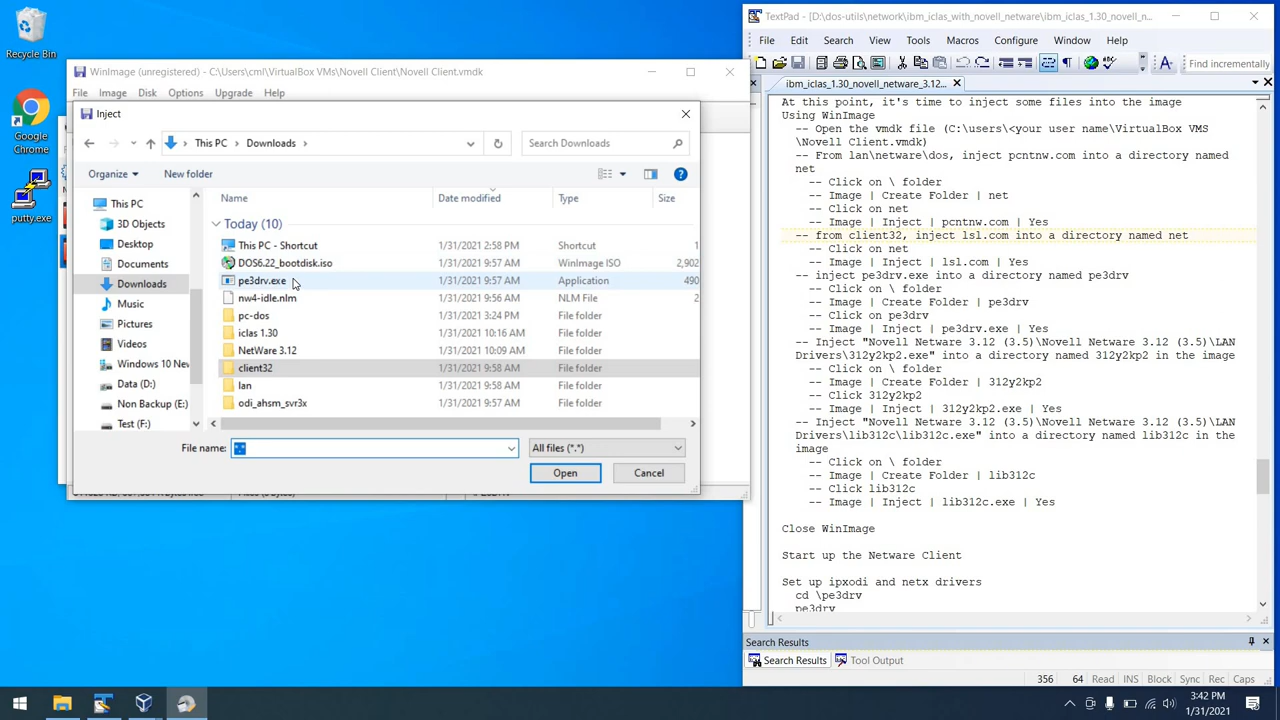 Recycle Bin
Google
Chrome
putty.exe
WinImage (unregistered) - C:\Users\cml\VirtualBox VMs\Novell Client\Novell Client.vmdk
File Image Disk Options Upgrade Help
Inject
This PC Downloads
Search Downloads
Organize New folder
This PC
3D Objects
Desktop
Documents
Downloads
Music
Pictures
Videos
Windows 10 Nev
Data (D:)
Non Backup (E:)
Test (F:)
Name Date modified Type Size
Today (10)
This PC - Shortcut 1/31/2021 2:58 PM Shortcut 1
DOS6.22_bootdisk.iso 1/31/2021 9:57 AM WinImage ISO 2,902
pe3drv.exe 1/31/2021 9:57 AM Application 490
nw4-idle.nlm 1/31/2021 9:56 AM NLM File 2
pc-dos 1/31/2021 3:24 PM File folder
iclas 1.30 1/31/2021 10:16 AM File folder
NetWare 3.12 1/31/2021 10:09 AM File folder
client32 1/31/2021 9:58 AM File folder
lan 1/31/2021 9:58 AM File folder
odi_ahsm_svr3x 1/31/2021 9:57 AM File folder
File name: *.* All files (*.*)
Open Cancel
TextPad - [D:\dos-utils\network\ibm_iclas_with_novell_netware\ibm_iclas_1.30_novell_n...
File Edit Search View Tools Macros Configure Window Help
Find incrementally
ibm_iclas_1.30_novell_netware_3.12...
At this point, it's time to inject some files into the image
Using WinImage
-- Open the vmdk file (C:\users\<your user name\VirtualBox VMS
\Novell Client.vmdk)
-- From lan\netware\dos, inject pcntnw.com into a directory named
net
-- Click on \ folder
-- Image | Create Folder | net
-- Click on net
-- Image | Inject | pcntnw.com | Yes
-- from client32, inject lsl.com into a directory named net
-- Click on net
-- Image | Inject | lsl.com | Yes
-- inject pe3drv.exe into a directory named pe3drv
-- Click on \ folder
-- Image | Create Folder | pe3drv
-- Click on pe3drv
-- Image | Inject | pe3drv.exe | Yes
-- Inject "Novell Netware 3.12 (3.5)\Novell Netware 3.12 (3.5)\LAN
Drivers\312y2kp2.exe" into a directory named 312y2kp2 in the image
-- Click on \ folder
-- Image | Create Folder | 312y2kp2
-- Click 312y2kp2
-- Image | Inject | 312y2kp2.exe | Yes
-- Inject "Novell Netware 3.12 (3.5)\Novell Netware 3.12 (3.5)\LAN
Drivers\lib312c\lib312c.exe" into a directory named lib312c in the
image
-- Click on \ folder
-- Image | Create Folder | lib312c
-- Click lib312c
-- Image | Inject | lib312c.exe | Yes
Close WinImage
Start up the Netware Client
Set up ipxodi and netx drivers
cd \pe3drv
pe3drv
Search Results
Search Results Tool Output
356 64 Read INS Block Sync Rec Caps
3:42 PM
1/31/2021